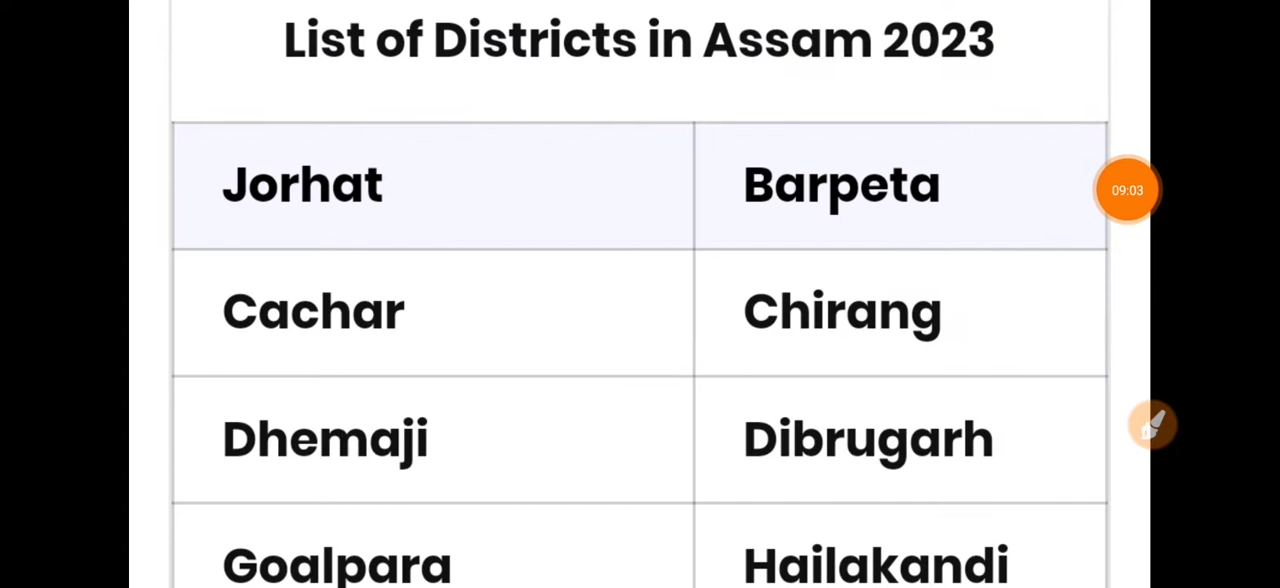 List of Districts in Assam 2023
Jorhat
Barpeta
09:03
Cachar
Chirang
Dhemaji
Dibrugarh
Goalpara
Hailakandi